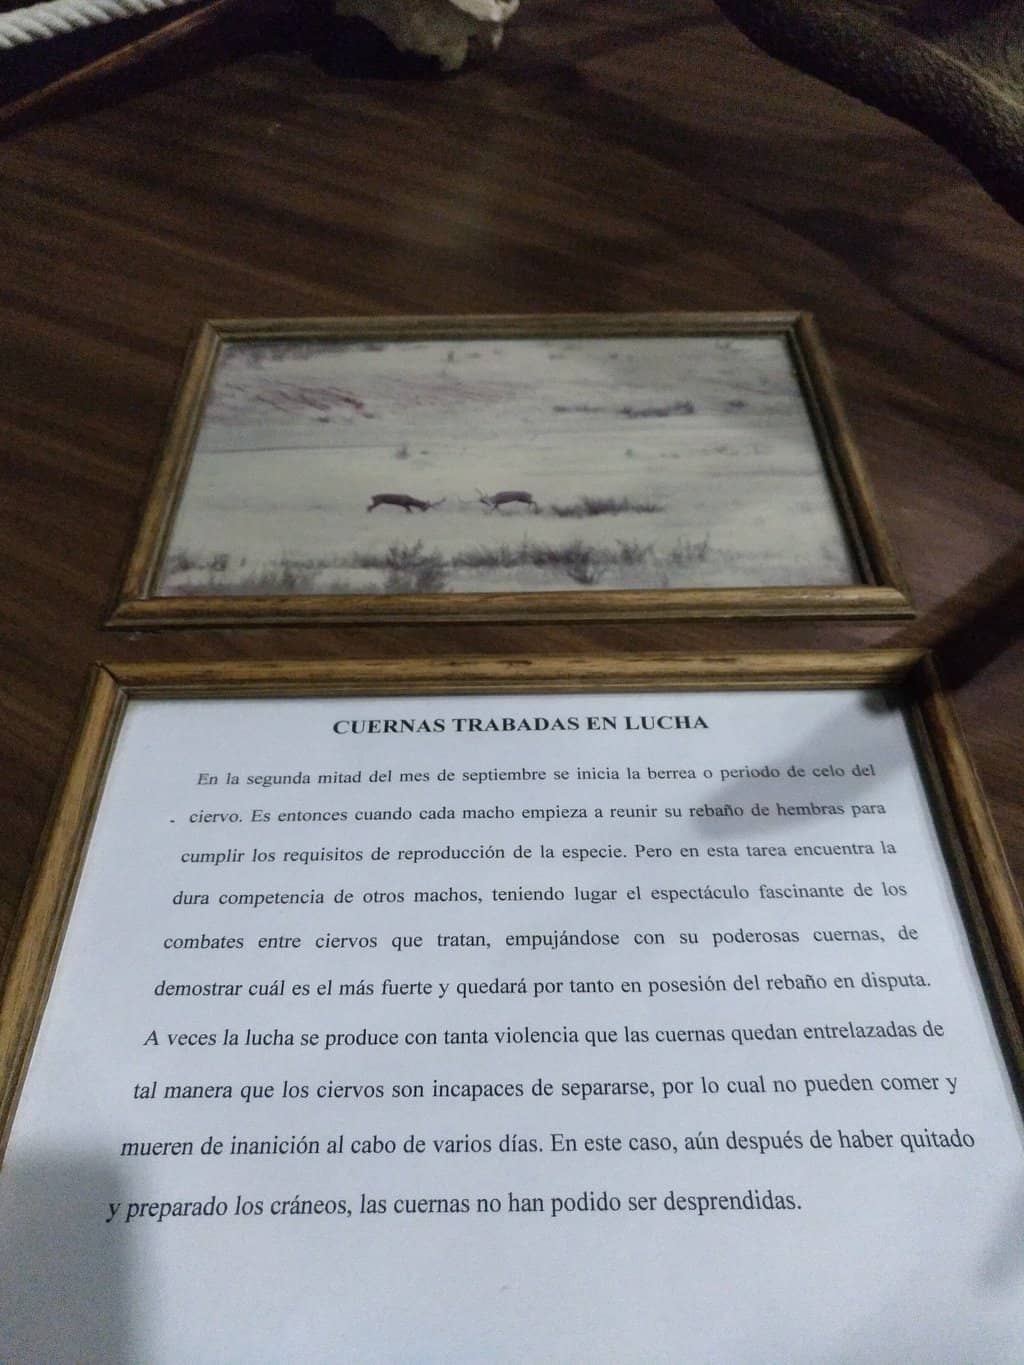 CUERNAS TRABADAS EN LUCHA
En la segunda mitad del mes de septiembre se inicia la berrea o periodo de celo del
ciervo. Es entonces cuando cada macho empieza a reunir su rebaño de hembras para
cumplir los requisitos de reproducción de la especie. Pero en esta tarea encuentra la
dura competencia de otros machos, teniendo lugar el espectáculo fascinante de los
combates entre ciervos que tratan, empujándose con su poderosas cuernas, de
demostrar cuál es el más fuerte y quedará por tanto en posesión del rebaño en disputa.
A veces la lucha se produce con tanta violencia que las cuernas quedan entrelazadas de
tal manera que los ciervos son incapaces de separarse, por lo cual no pueden comer y
mueren de inanición al cabo de varios días. En este caso, aún después de haber quitado
y preparado los cráneos, las cuernas no han podido ser desprendidas.